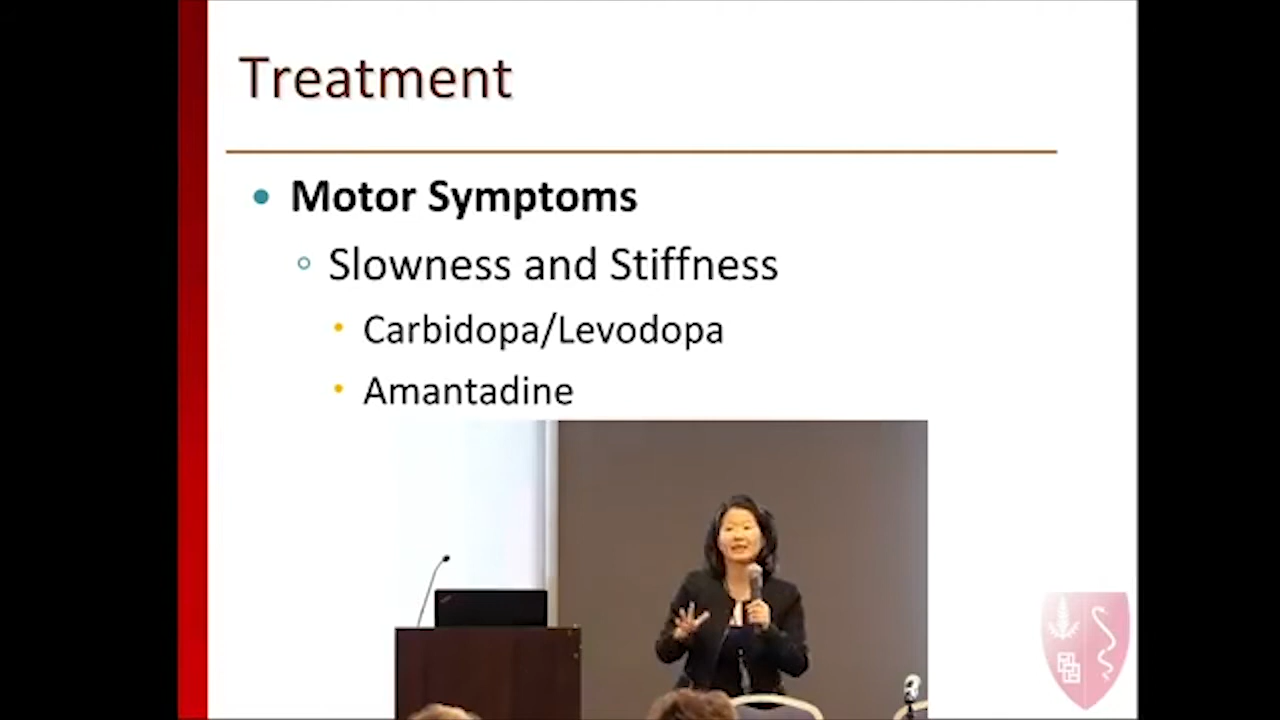 Treatment
Motor Symptoms
Slowness and Stiffness
Carbidopa/Levodopa
Amantadine